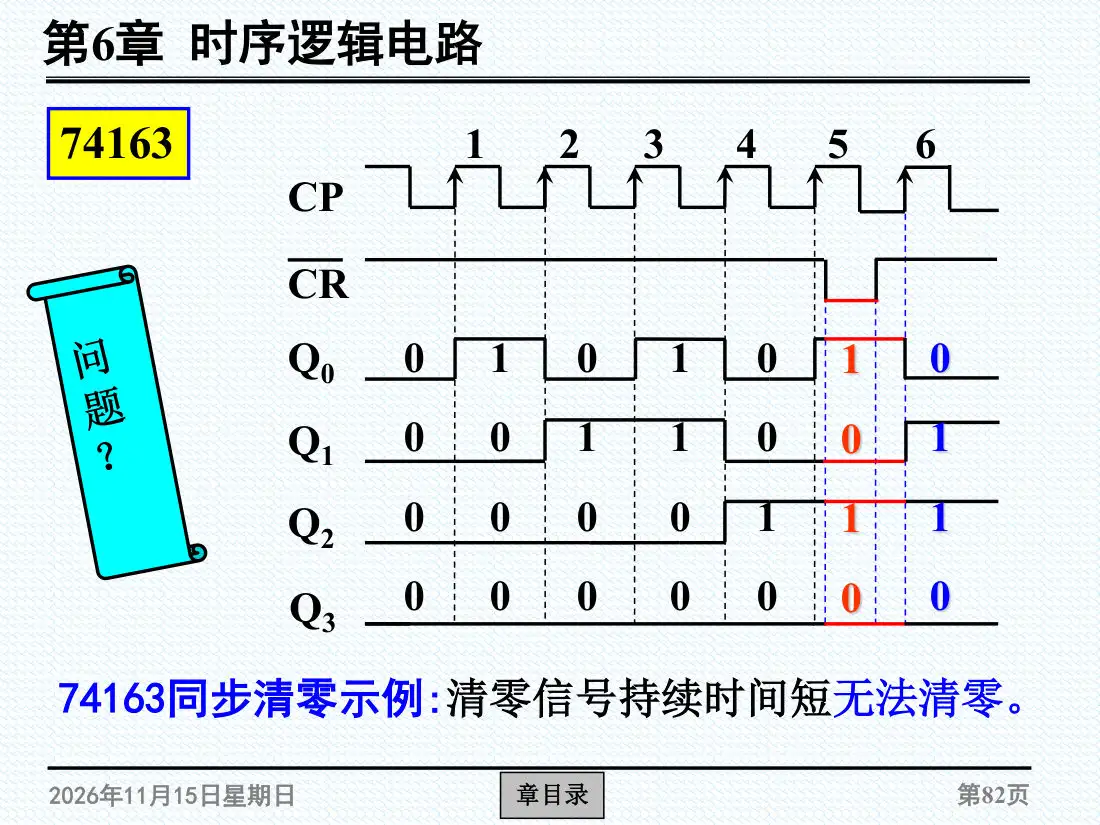 第6章 时序逻辑电路
74163
1 2 3 4 5 6
CP
CR
问题?
Q0 0 1 0 1 0 1 0
Q1 0 0 1 1 0 0 1
Q2 0 0 0 0 1 1 1
Q3 0 0 0 0 0 0 0
74163同步清零示例:清零信号持续时间短无法清零。
2026年11月15日星期日
章目录
第82页